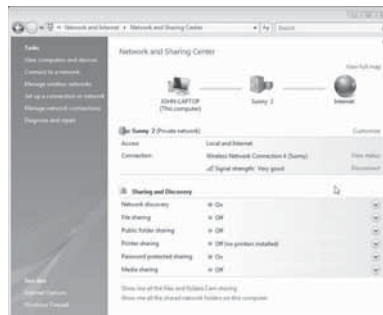 Network and Internet Network and Sharing Center
Tasks
View computers and devices
Connect to a network
Manage wireless networks
Set up a connection or network
Manage network connections
Diagnose and repair
See also
Internet Options
Windows Firewall
Network and Sharing Center
View full map
JOHN-LAPTOP
(This computer)
Sunny 2
Internet
Sunny 2 (Private network)
Customize
Access
Local and Internet
Connection
Wireless Network Connection 4 (Sunny)
View status
Signal strength: Very good
Disconnect
Sharing and Discovery
Network discovery
On
File sharing
Off
Public folder sharing
Off
Printer sharing
Off (no printers installed)
Password protected sharing
On
Media sharing
Off
Show me all the files and folders I am sharing
Show me all the shared network folders on this computer